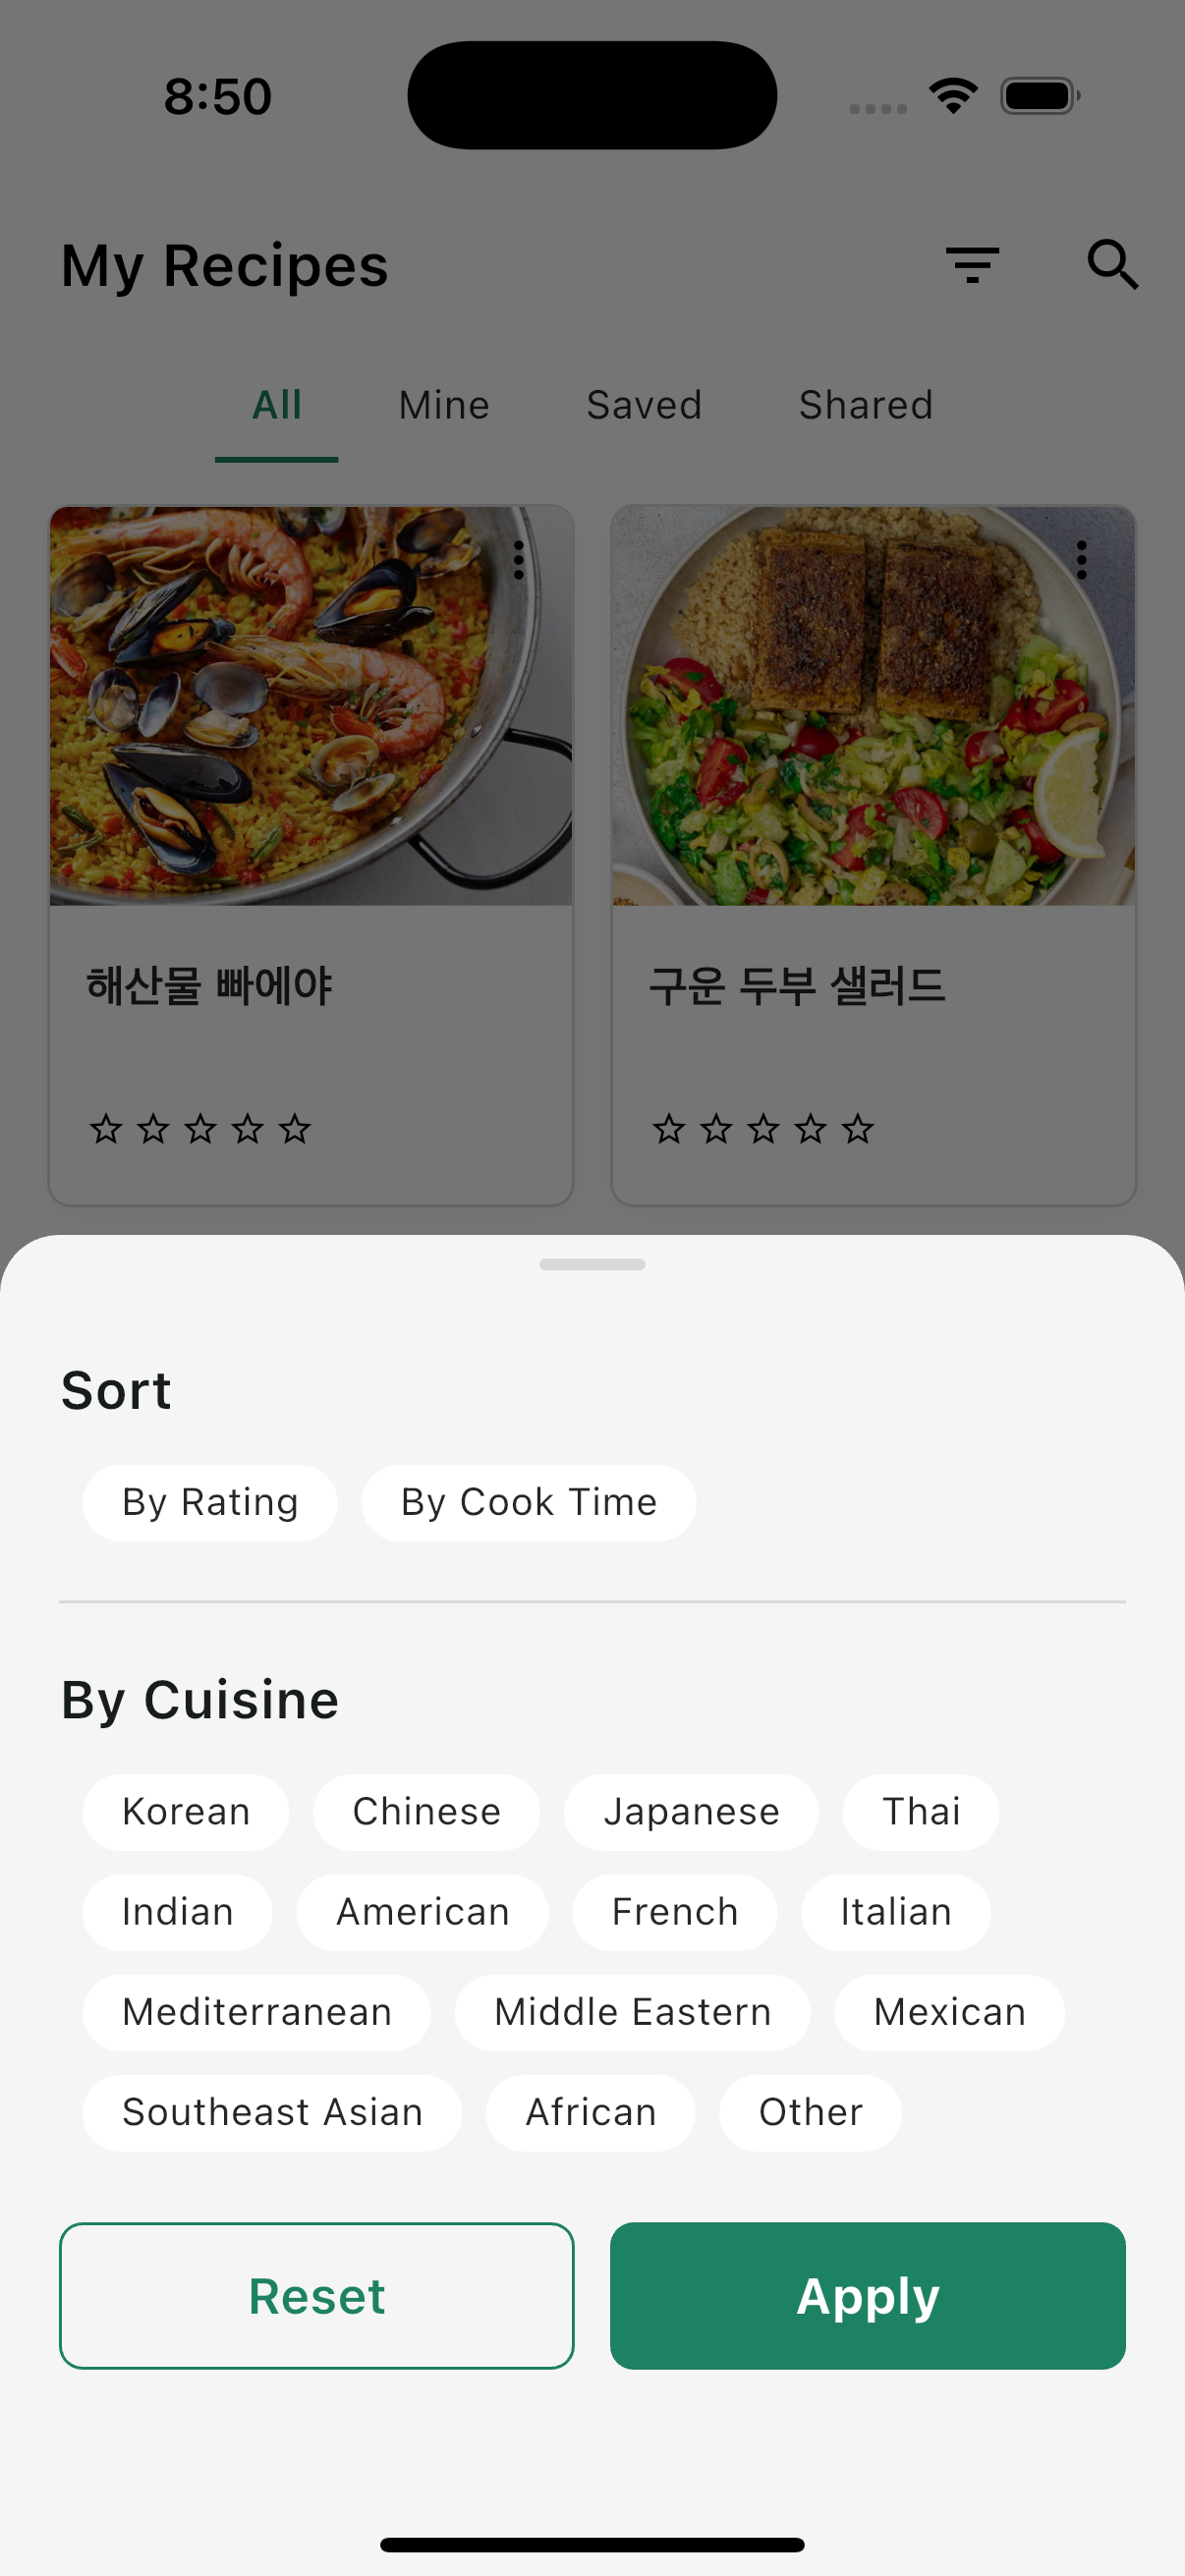 8:50
My Recipes
All Mine Saved Shared
해산물 빠에야
구운 두부 샐러드
Sort
By Rating By Cook Time
By Cuisine
Korean Chinese Japanese Thai
Indian American French Italian
Mediterranean Middle Eastern Mexican
Southeast Asian African Other
Reset Apply